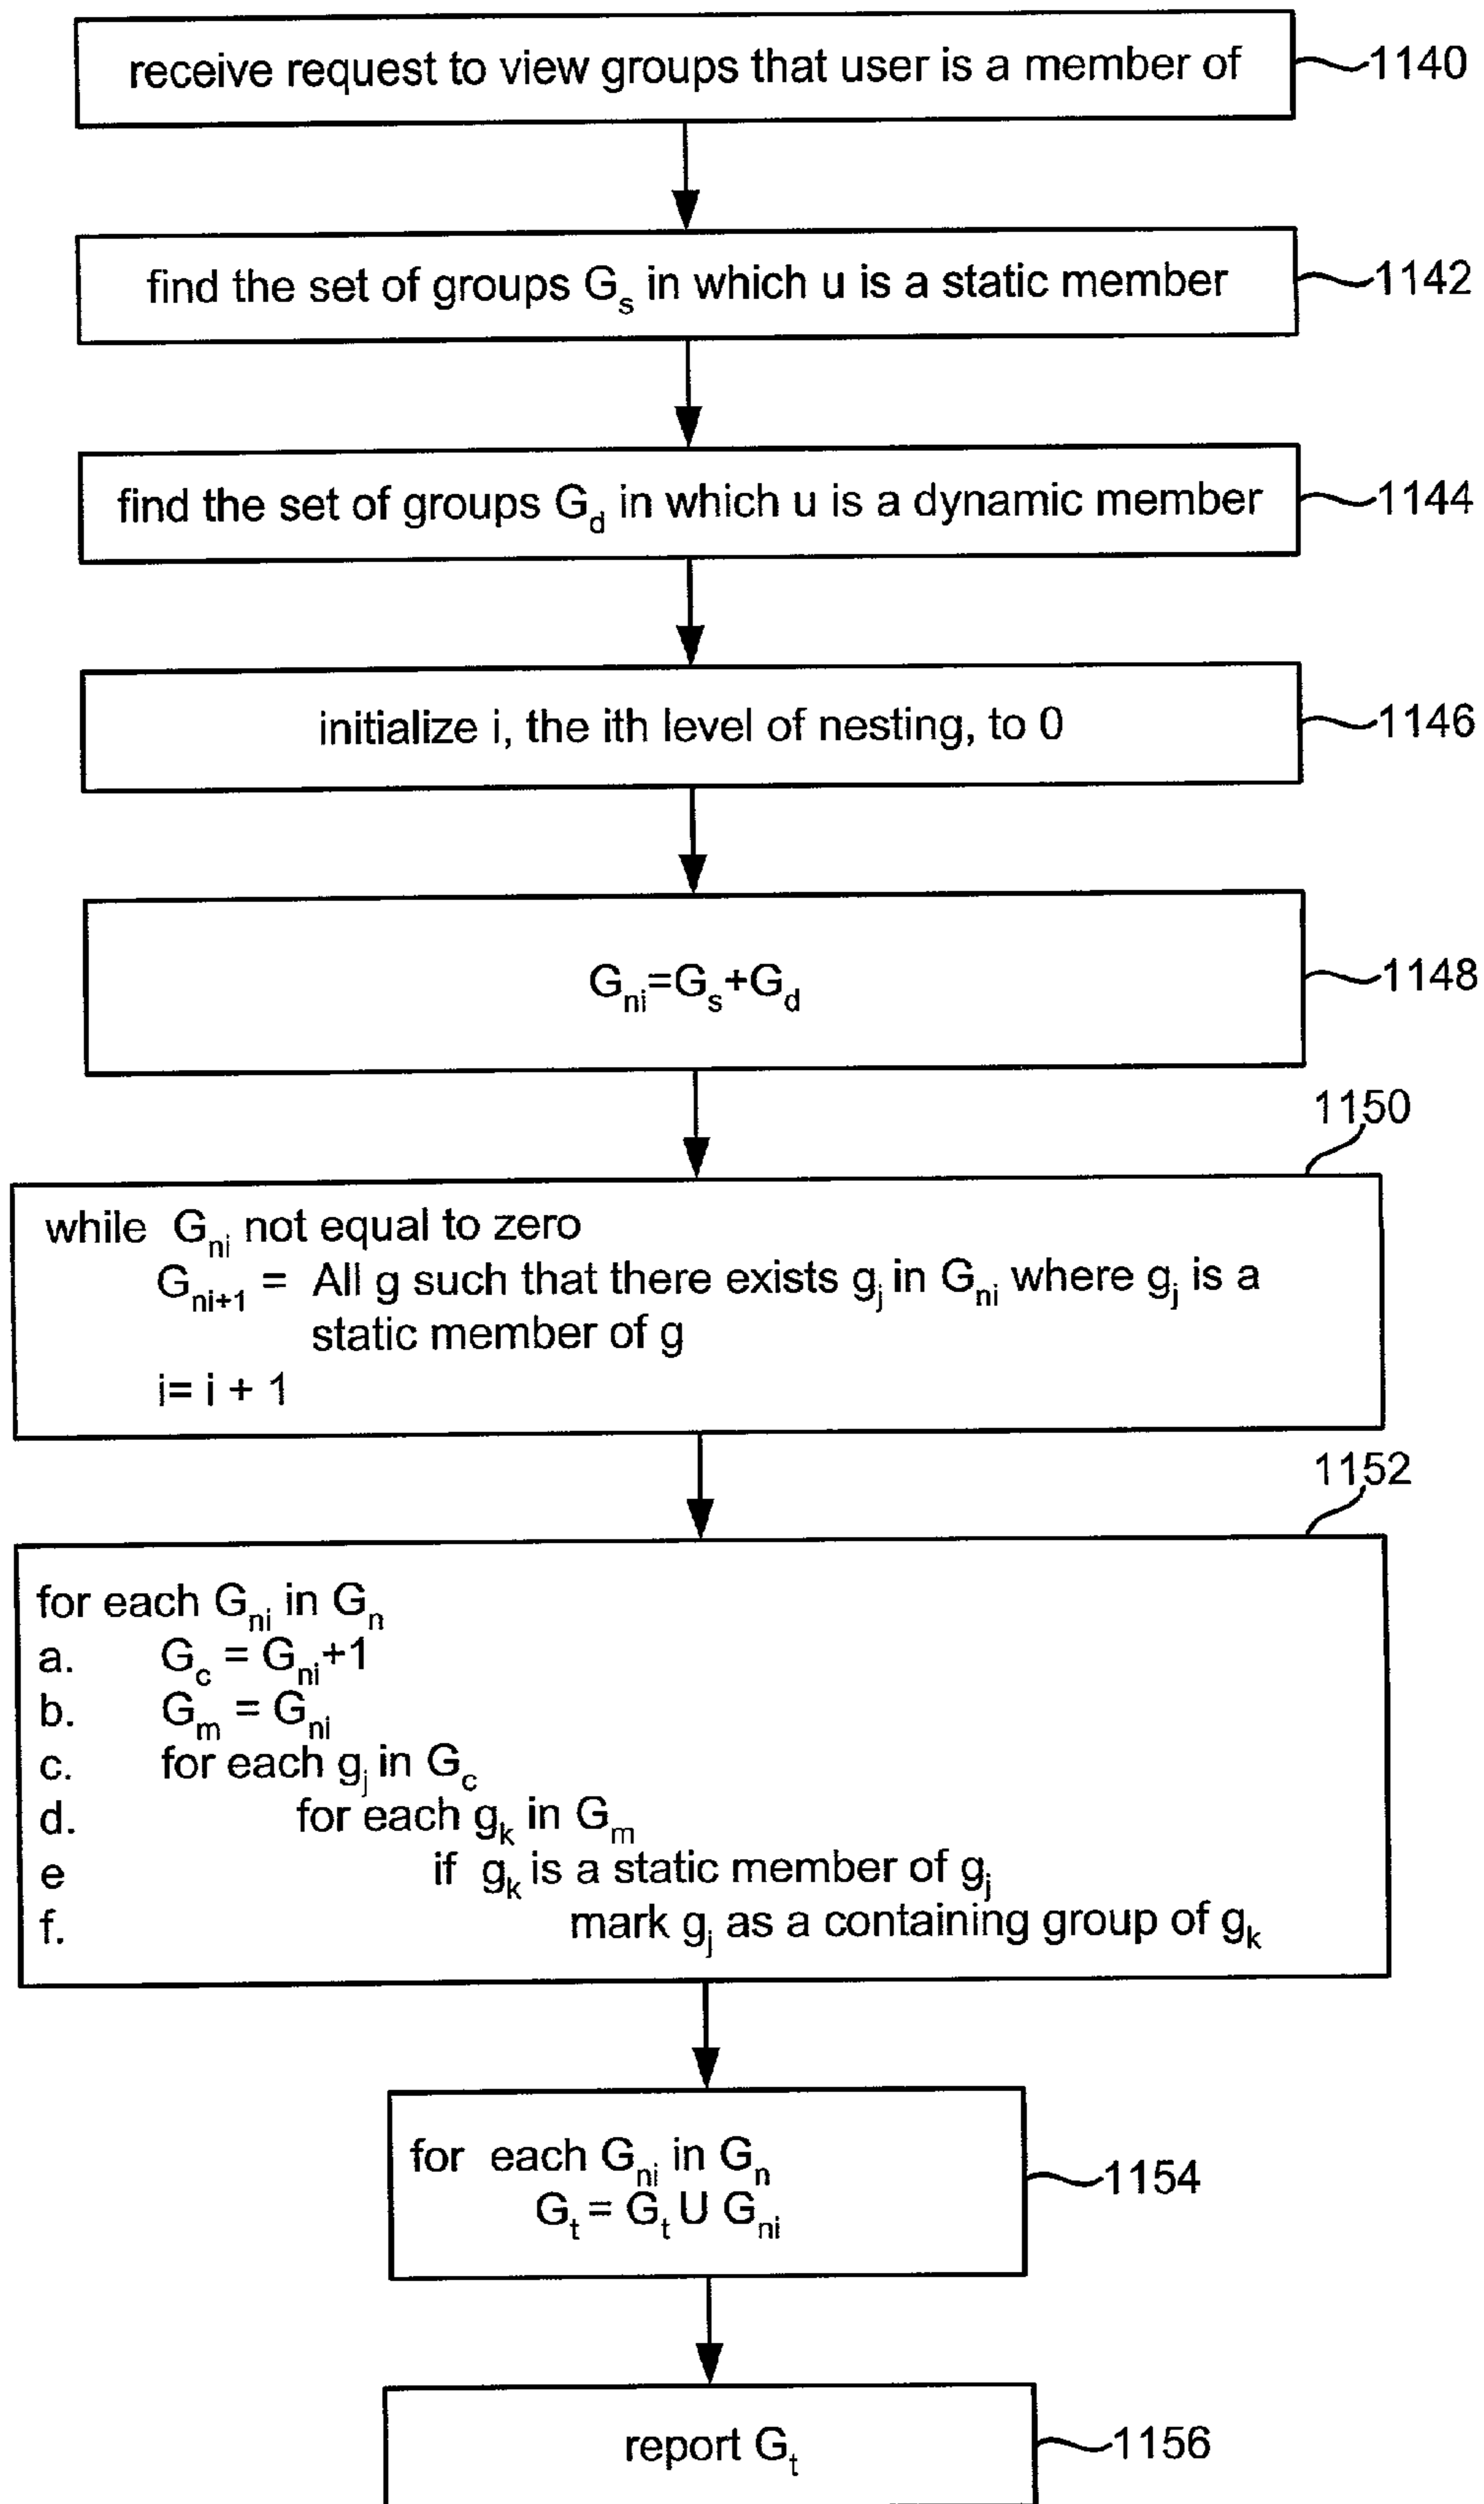 receive request to view groups that user is a member of 1140
find the set of groups Gs in which u is a static member 1142
find the set of groups Gd in which u is a dynamic member 1144
initialize i, the ith level of nesting, to 0 1146
Gni=Gs+Gd 1148
1150
while Gni not equal to zero
Gni+1 = All g such that there exists gj in Gni where gj is a
static member of g
i= i + 1
1152
for each Gni in Gn
a. Gc = Gni+1
b. Gm = Gni
c. for each gj in Gc
d. for each gk in Gm
e if gk is a static member of gj
f. mark gj as a containing group of gk
for each Gni in Gn
Gt = Gt U Gni 1154
report Gt 1156